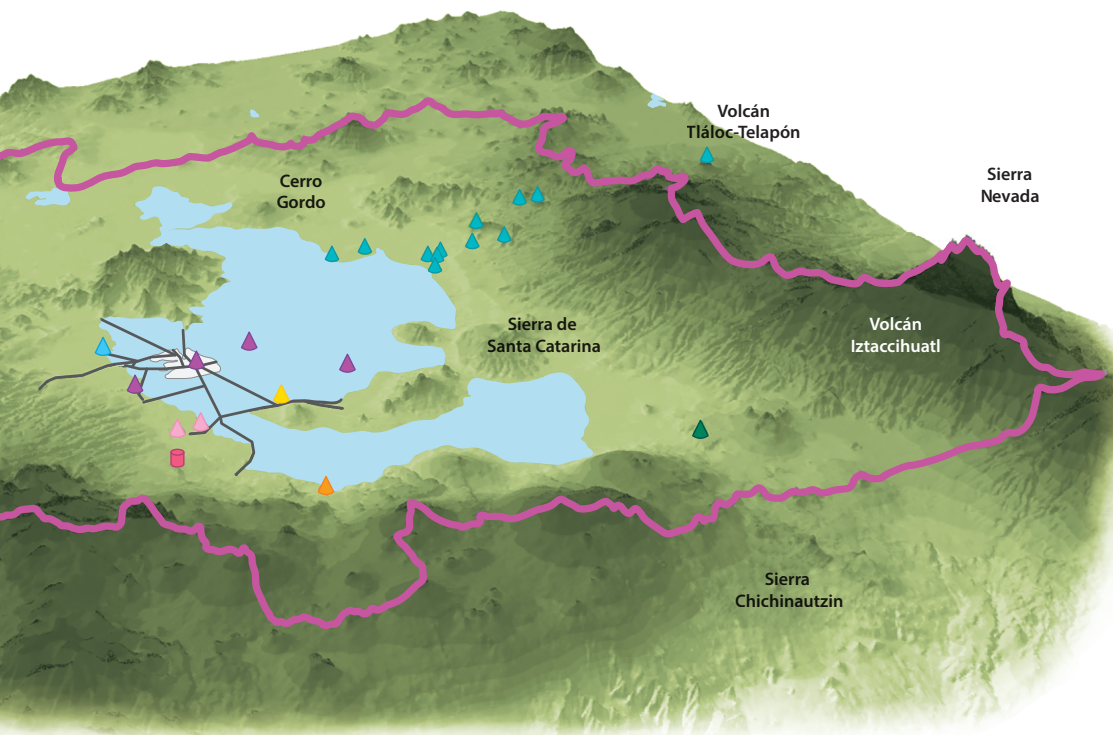 Volcán
Tláloc-Telapón
Sierra
Nevada
Cerro
Gordo
Sierra de
Santa Catarina
Volcán
Iztaccihuatl
Sierra
Chichinautzin